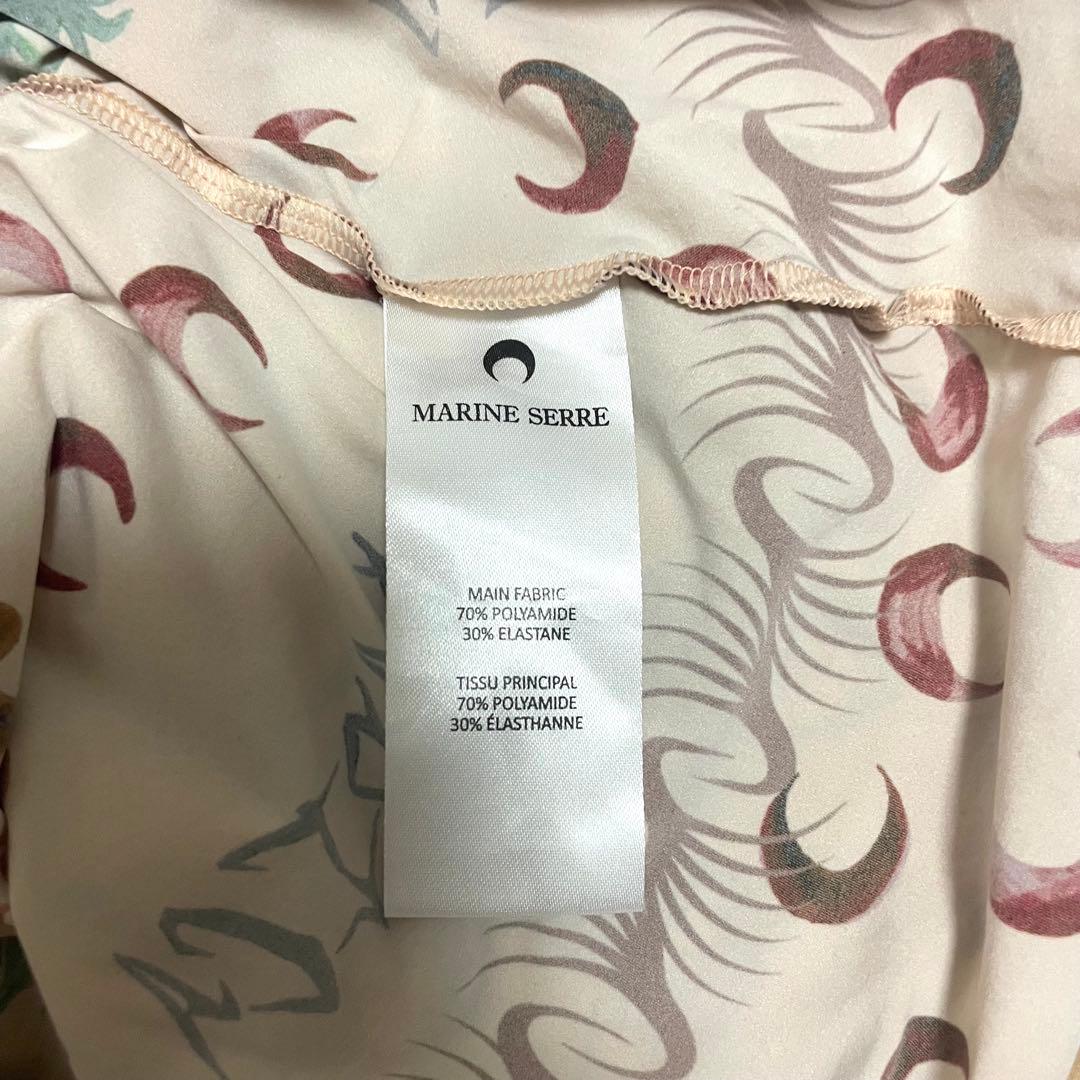 MARINE SERRE
MAIN FABRIC
70% POLYAMIDE
30% ELASTANE
TISSU PRINCIPAL
70% POLYAMIDE
30% ÉLASTHANNE